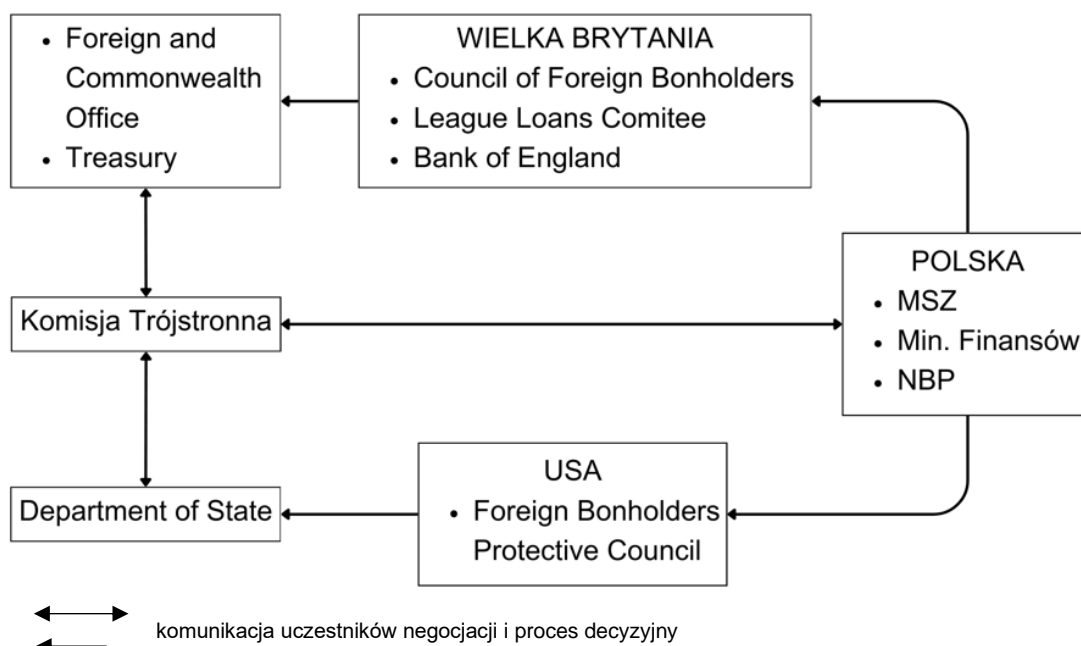 • Foreign and
Commonwealth
Office
• Treasury
WIELKA BRYTANIA
• Council of Foreign Bonholders
• League Loans Comitee
• Bank of England
POLSKA
• MSZ
• Min. Finansów
• NBP
Komisja Trójstronna
USA
• Foreign Bonholders
Protective Council
Department of State
komunikacja uczestników negocjacji i proces decyzyjny